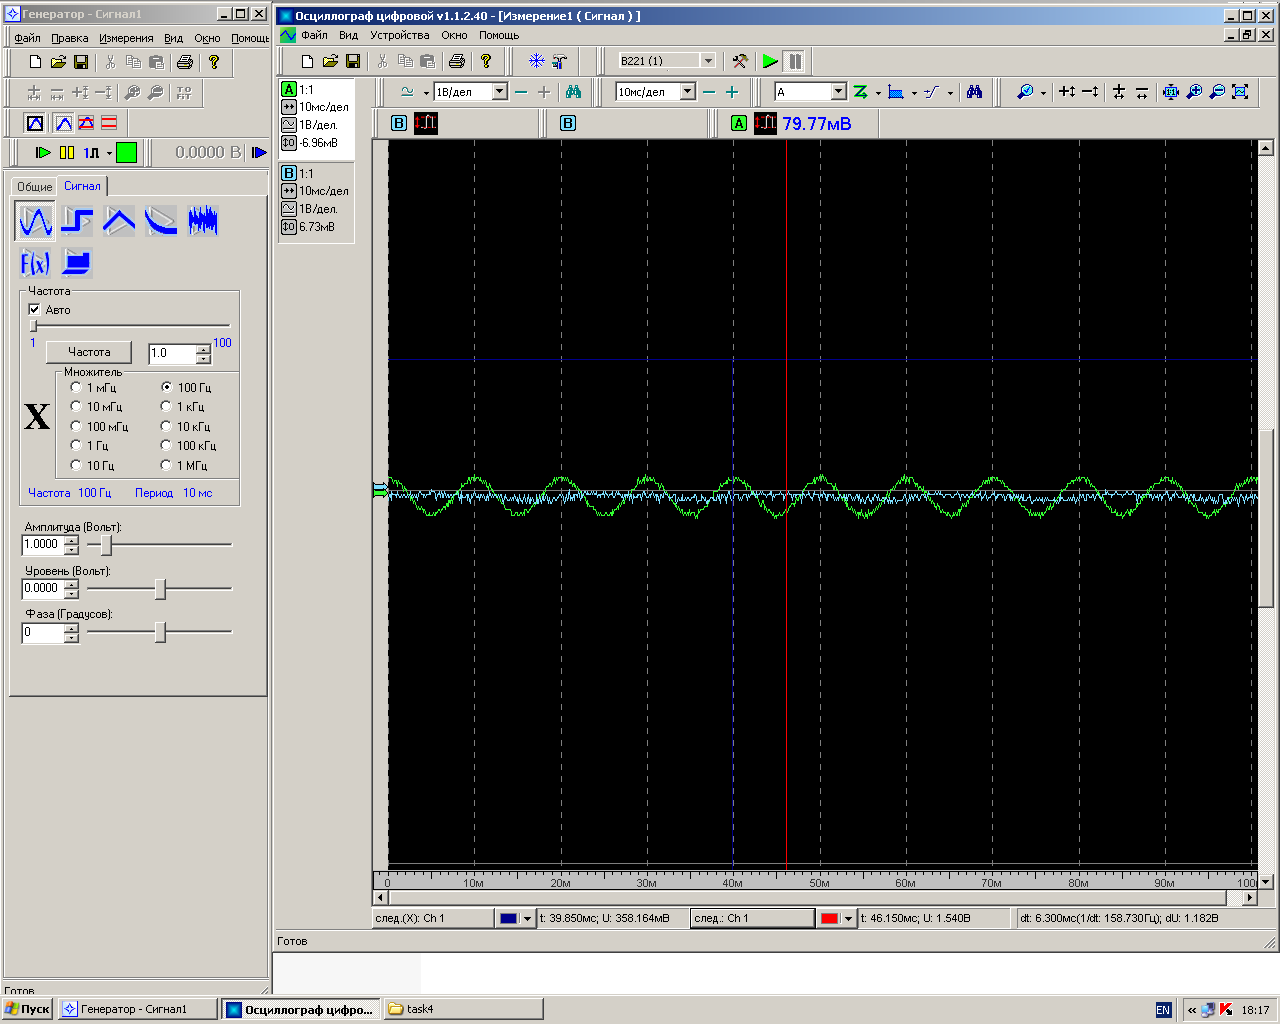 Генератор - Сигнал1
Файл Правка Измерения Вид Окно Помощь
TO FIT
0.0000 В
Общие Сигнал
F(x)
Частота
Авто
1 100
Частота 1.0
Множитель
X
1 мГц 100 Гц
10 мГц 1 кГц
100 мГц 10 кГц
1 Гц 100 кГц
10 Гц 1 МГц
Частота 100 Гц Период 10 мс
Амплитуда (Вольт):
1.0000
Уровень (Вольт):
0.0000
Фаза (Градусов):
0
Готов
Осциллограф цифровой v1.1.2.40 - [Измерение1 ( Сигнал ) ]
Файл Вид Устройства Окно Помощь
B221 (1)
1В/дел 10мс/дел A
A 1:1
10мс/дел
1В/дел.
-6.96мВ
B 1:1
10мс/дел
1В/дел.
6.73мВ
B B A 79.77мВ
0 10м 20м 30м 40м 50м 60м 70м 80м 90м 100
след.(X): Ch 1 t: 39.850мс; U: 358.164мВ след.: Ch 1 t: 46.150мс; U: 1.540В dt: 6.300мс(1/dt: 158.730Гц); dU: 1.182В
Готов
Пуск Генератор - Сигнал1 Осциллограф цифро... task4 EN « 18:17